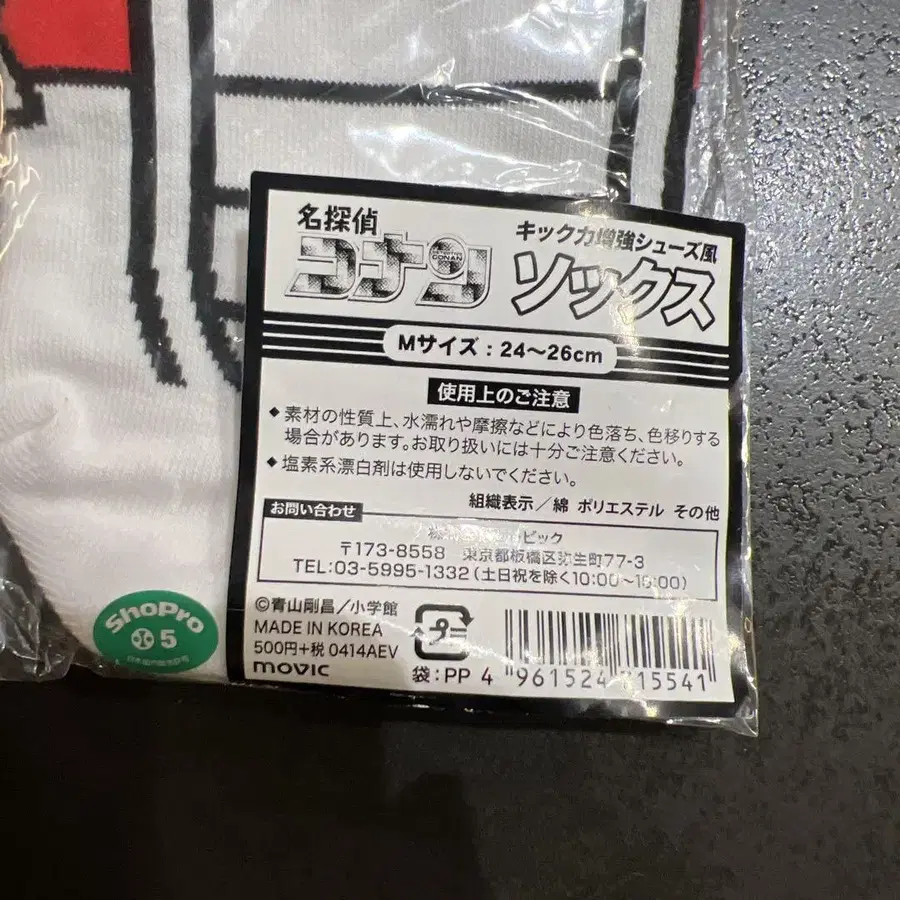 名探偵
コナン
CONAN
キック力増強シューズ風
ソックス
Mサイズ：24〜26cm
使用上のご注意
◆素材の性質上、水濡れや摩擦などにより色落ち、色移りする
場合があります。お取り扱いには十分ご注意ください。
◆塩素系漂白剤は使用しないでください。
組織表示／綿 ポリエステル その他
お問い合わせ
ビック
〒173-8558 東京都板橋区弥生町77-3
TEL:03-5995-1332(土日祝を除く10:00〜18:00)
©青山剛昌／小学館
MADE IN KOREA
500円+税 0414AEV
movic
プラ
袋：PP
4 961524 715541
ShoPro
5